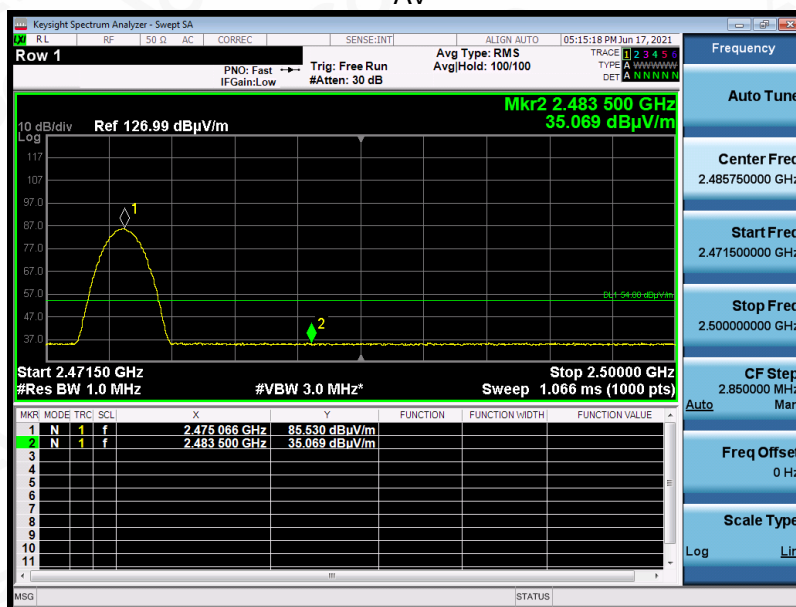 AV
Keysight Spectrum Analyzer - Swept SA
LXI RL RF 50 Ω AC CORREC SENSE:INT ALIGN AUTO 05:15:18 PM Jun 17, 2021
Row 1
PNO: Fast
IFGain:Low
Trig: Free Run
#Atten: 30 dB
Avg Type: RMS
Avg|Hold: 100/100
TRACE 1 2 3 4 5 6
TYPE A WWWWW
DET A N N N N N
Mkr2 2.483 500 GHz
35.069 dBµV/m
10 dB/div Ref 126.99 dBµV/m
Log
117
107
97.0
87.0
77.0
67.0
57.0
47.0
37.0
1
2
DL1 54.00 dBµV/m
Start 2.47150 GHz Stop 2.50000 GHz
#Res BW 1.0 MHz #VBW 3.0 MHz* Sweep 1.066 ms (1000 pts)
MKR MODE TRC SCL X Y FUNCTION FUNCTION WIDTH FUNCTION VALUE
1 N 1 f 2.475 066 GHz 85.530 dBµV/m
2 N 1 f 2.483 500 GHz 35.069 dBµV/m
3
4
5
6
7
8
9
10
11
MSG STATUS
Frequency
Auto Tune
Center Freq
2.485750000 GHz
Start Freq
2.471500000 GHz
Stop Freq
2.500000000 GHz
CF Step
2.850000 MHz
Auto Man
Freq Offset
0 Hz
Scale Type
Log Lin